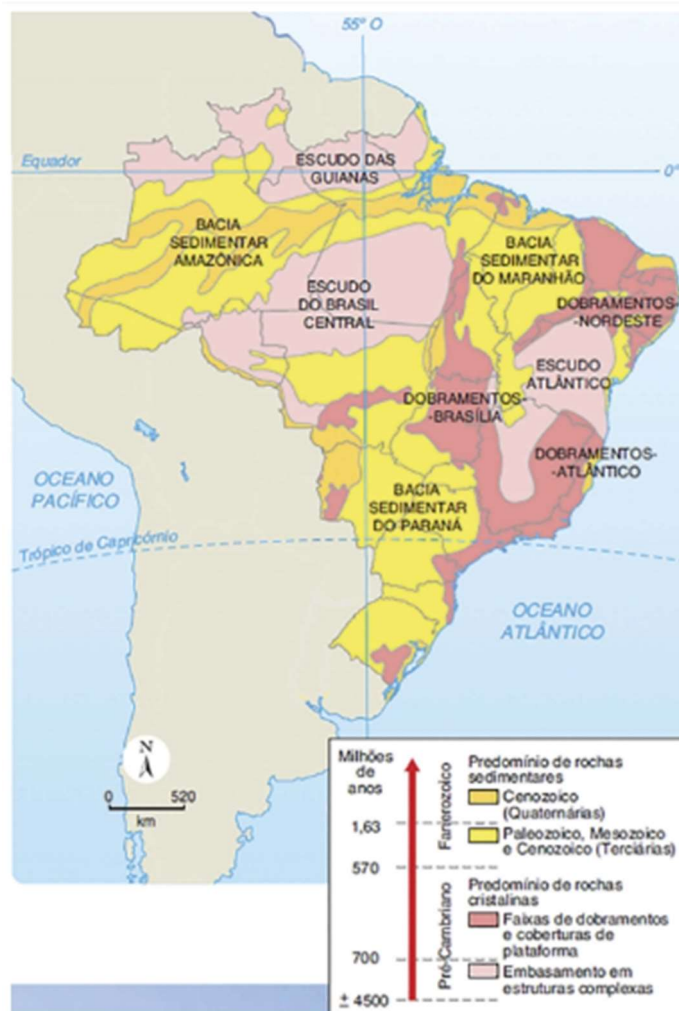 55° O
Equador
0°
ESCUDO DAS
GUIANAS
BACIA
SEDIMENTAR
AMAZÔNICA
BACIA
SEDIMENTAR
DO MARANHÃO
ESCUDO
DO BRASIL
CENTRAL
DOBRAMENTOS-
-NORDESTE
ESCUDO
ATLÂNTICO
DOBRAMENTOS-
-BRASÍLIA
DOBRAMENTOS-
-ATLÂNTICO
OCEANO
PACÍFICO
BACIA
SEDIMENTAR
DO PARANÁ
Trópico de Capricórnio
OCEANO
ATLÂNTICO
N
0 520
km
Milhões
de
anos
1,63
570
700
± 4500
Fanerozoico
Pré-Cambriano
Predomínio de rochas
sedimentares
Cenozoico
(Quaternárias)
Paleozoico, Mesozoico
e Cenozoico (Terciárias)
Predomínio de rochas
cristalinas
Faixas de dobramentos
e coberturas de
plataforma
Embasamento em
estruturas complexas